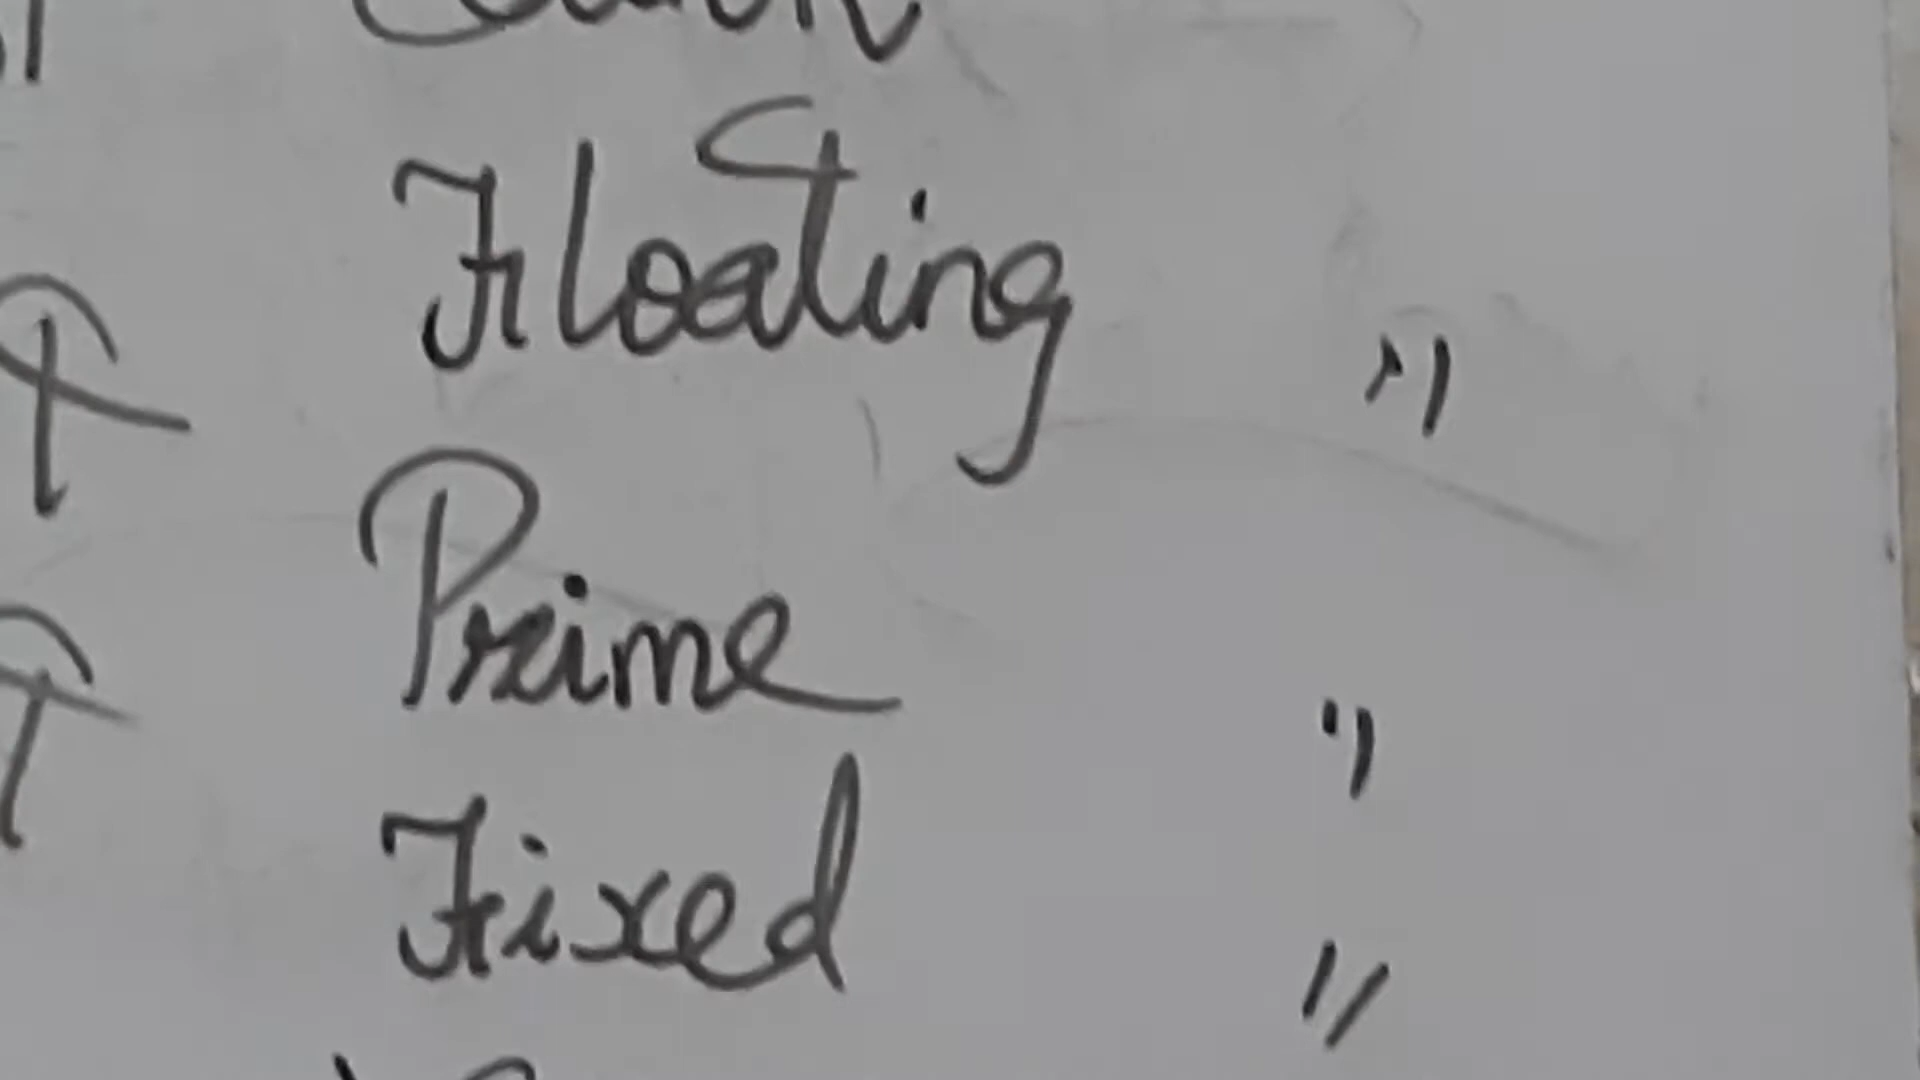 Floating "
Prime "
Fixed "